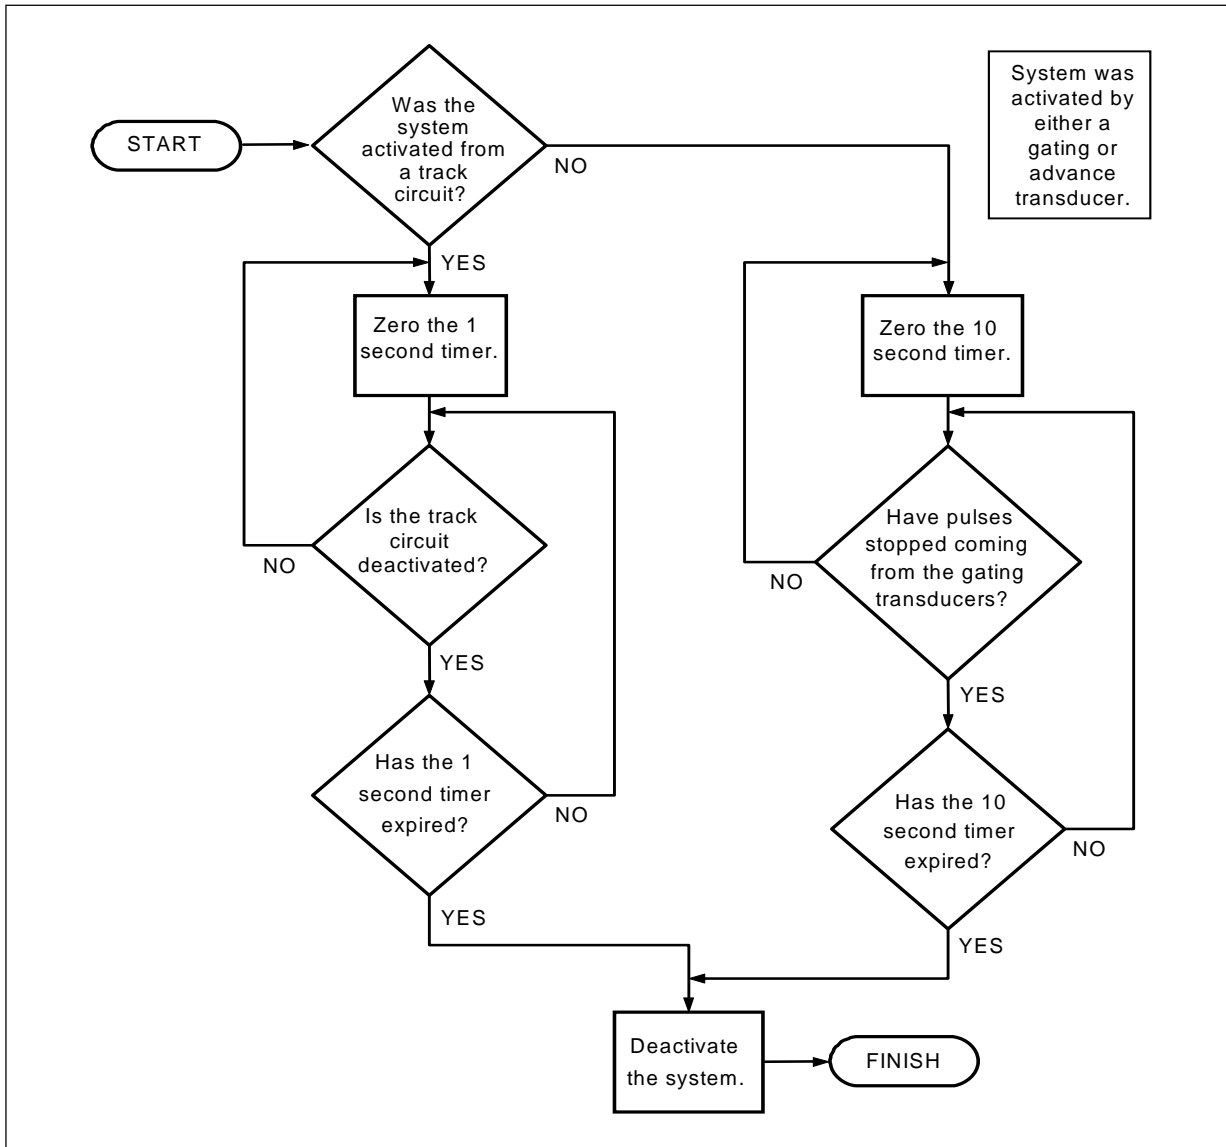 START
Was the
system
activated from
a track
circuit?
NO
System was
activated by
either a
gating or
advance
transducer.
YES
Zero the 1
second timer.
Zero the 10
second timer.
Is the track
circuit
deactivated?
NO
YES
Have pulses
stopped coming
from the gating
transducers?
NO
YES
Has the 1
second timer
expired?
NO
YES
Has the 10
second timer
expired?
NO
YES
Deactivate
the system.
FINISH